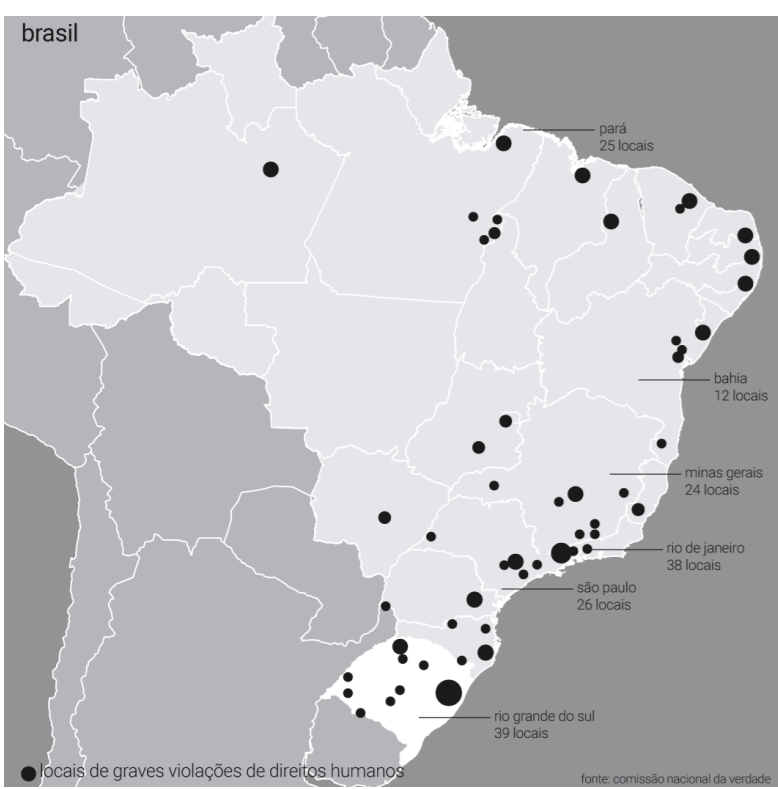 brasil
pará
25 locais
bahia
12 locais
minas gerais
24 locais
rio de janeiro
38 locais
são paulo
26 locais
rio grande do sul
39 locais
locais de graves violações de direitos humanos
fonte: comissão nacional da verdade